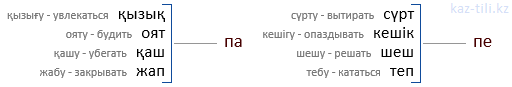 kaz-tili.kz
қызығу - увлекаться қызық
ояту - будить оят
қашу - убегать қаш
жабу - закрывать жап
па
сүрту - вытирать сүрт
кешігу - опаздывать кешік
шешу - решать шеш
тебу - кататься теп
пе